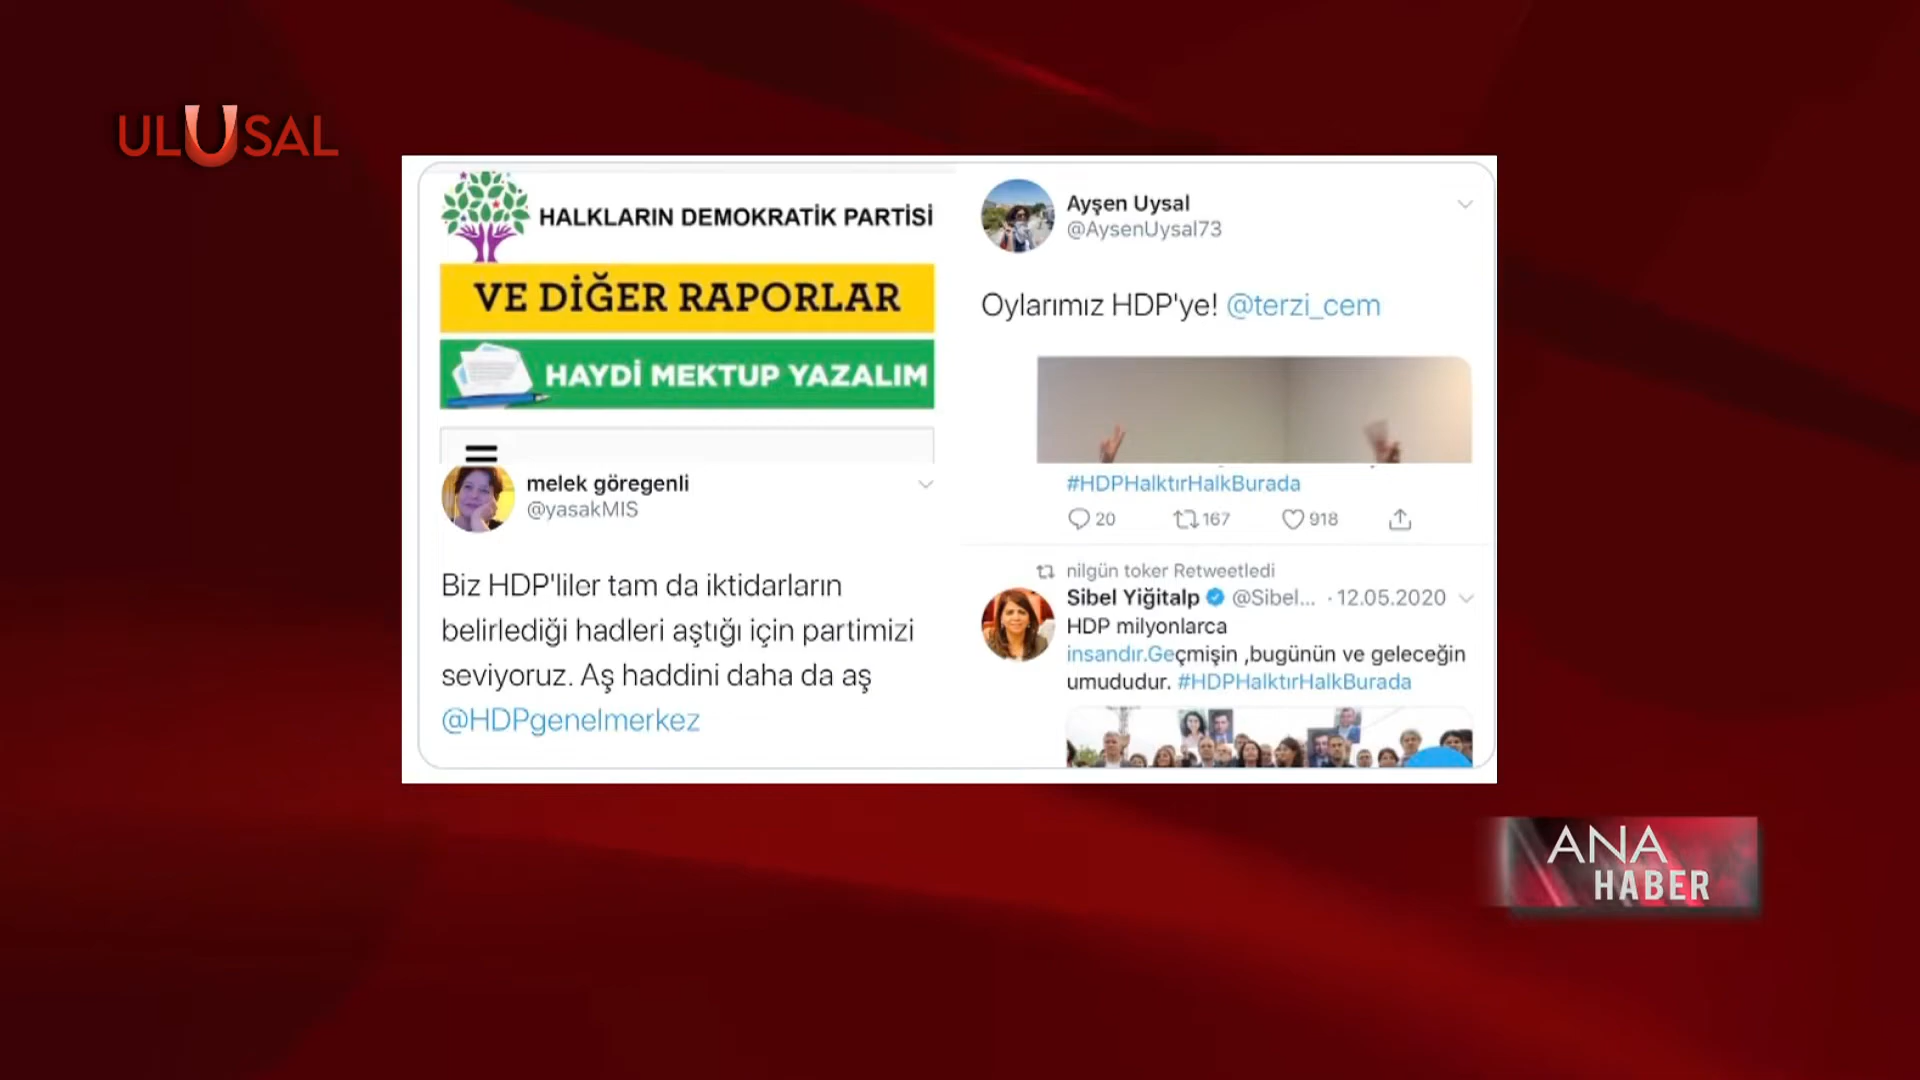 ULUSAL
HALKLARIN DEMOKRATİK PARTİSİ
VE DİĞER RAPORLAR
HAYDİ MEKTUP YAZALIM
melek göregenli
@yasakMIS
Biz HDP'liler tam da iktidarların
belirlediği hadleri aştığı için partimizi
seviyoruz. Aş haddini daha da aş
@HDPgenelmerkez
Ayşen Uysal
@AysenUysal73
Oylarımız HDP'ye! @terzi_cem
#HDPHalktırHalkBurada
20 167 918
nilgün toker Retweetledi
Sibel Yiğitalp @Sibel... · 12.05.2020
HDP milyonlarca
insandır.Geçmişin ,bugünün ve geleceğin
umududur. #HDPHalktırHalkBurada
ANA
HABER